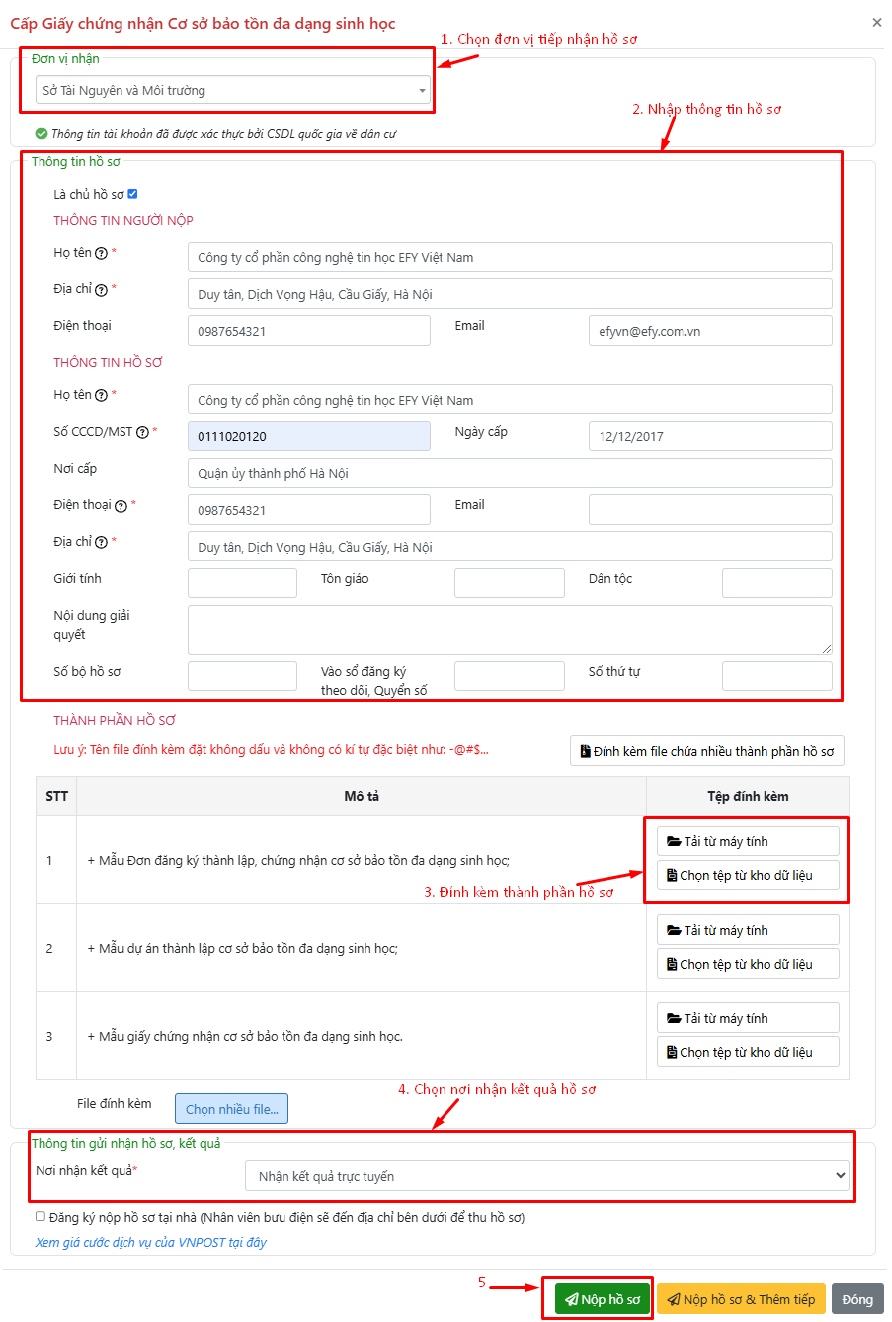 Cấp Giấy chứng nhận Cơ sở bảo tồn đa dạng sinh học
×
1. Chọn đơn vị tiếp nhận hồ sơ
Đơn vị nhận
Sở Tài Nguyên và Môi trường
2. Nhập thông tin hồ sơ
Thông tin tài khoản đã được xác thực bởi CSDL quốc gia về dân cư
Thông tin hồ sơ
Là chủ hồ sơ
THÔNG TIN NGƯỜI NỘP
Họ tên ? * Công ty cổ phần công nghệ tin học EFY Việt Nam
Địa chỉ ? * Duy tân, Dịch Vọng Hậu, Cầu Giấy, Hà Nội
Điện thoại 0987654321 Email efyvn@efy.com.vn
THÔNG TIN HỒ SƠ
Họ tên ? * Công ty cổ phần công nghệ tin học EFY Việt Nam
Số CCCD/MST ? * 0111020120 Ngày cấp 12/12/2017
Nơi cấp Quận ủy thành phố Hà Nội
Điện thoại ? * 0987654321 Email
Địa chỉ ? * Duy tân, Dịch Vọng Hậu, Cầu Giấy, Hà Nội
Giới tính Tôn giáo Dân tộc
Nội dung giải
quyết
Số bộ hồ sơ Vào sổ đăng ký Số thứ tự
theo dõi, Quyển số
THÀNH PHẦN HỒ SƠ
Lưu ý: Tên file đính kèm đặt không dấu và không có kí tự đặc biệt như: -@#$... Đính kèm file chứa nhiều thành phần hồ sơ
STT Mô tả Tệp đính kèm
Tải từ máy tính
1 + Mẫu Đơn đăng ký thành lập, chứng nhận cơ sở bảo tồn đa dạng sinh học;
Chọn tệp từ kho dữ liệu
3. Đính kèm thành phần hồ sơ
Tải từ máy tính
2 + Mẫu dự án thành lập cơ sở bảo tồn đa dạng sinh học;
Chọn tệp từ kho dữ liệu
Tải từ máy tính
3 + Mẫu giấy chứng nhận cơ sở bảo tồn đa dạng sinh học.
Chọn tệp từ kho dữ liệu
4. Chọn nơi nhận kết quả hồ sơ
File đính kèm Chọn nhiều file...
Thông tin gửi nhận hồ sơ, kết quả
Nơi nhận kết quả* Nhận kết quả trực tuyến
Đăng ký nộp hồ sơ tại nhà (Nhân viên bưu điện sẽ đến địa chỉ bên dưới để thu hồ sơ)
Xem giá cước dịch vụ của VNPOST tại đây
5
Nộp hồ sơ Nộp hồ sơ & Thêm tiếp Đóng